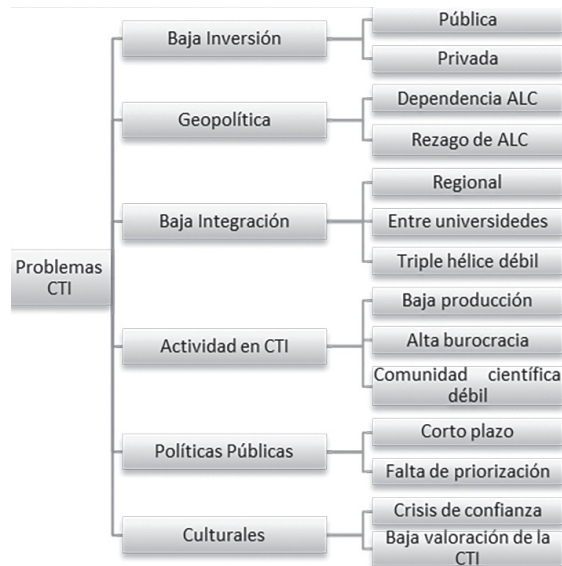 Problemas
CTI
Baja Inversión
Pública
Privada
Geopolítica
Dependencia ALC
Rezago de ALC
Baja Integración
Regional
Entre universidedes
Triple hélice débil
Actividad en CTI
Baja producción
Alta burocracia
Comunidad científica
débil
Políticas Públicas
Corto plazo
Falta de priorización
Culturales
Crisis de confianza
Baja valoración de la
CTI